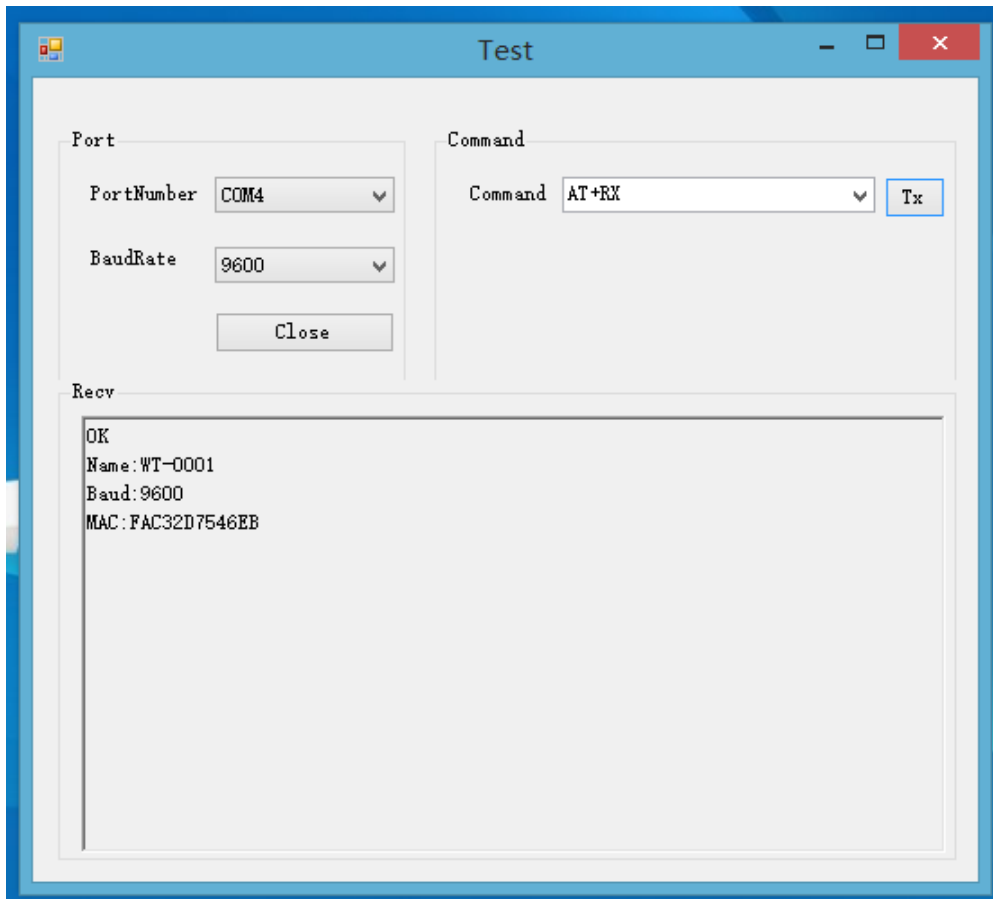 Test
Port
PortNumber COM4
BaudRate 9600
Close
Command
Command AT+RX Tx
Recv
OK
Name:WT-0001
Baud:9600
MAC:FAC32D7546EB